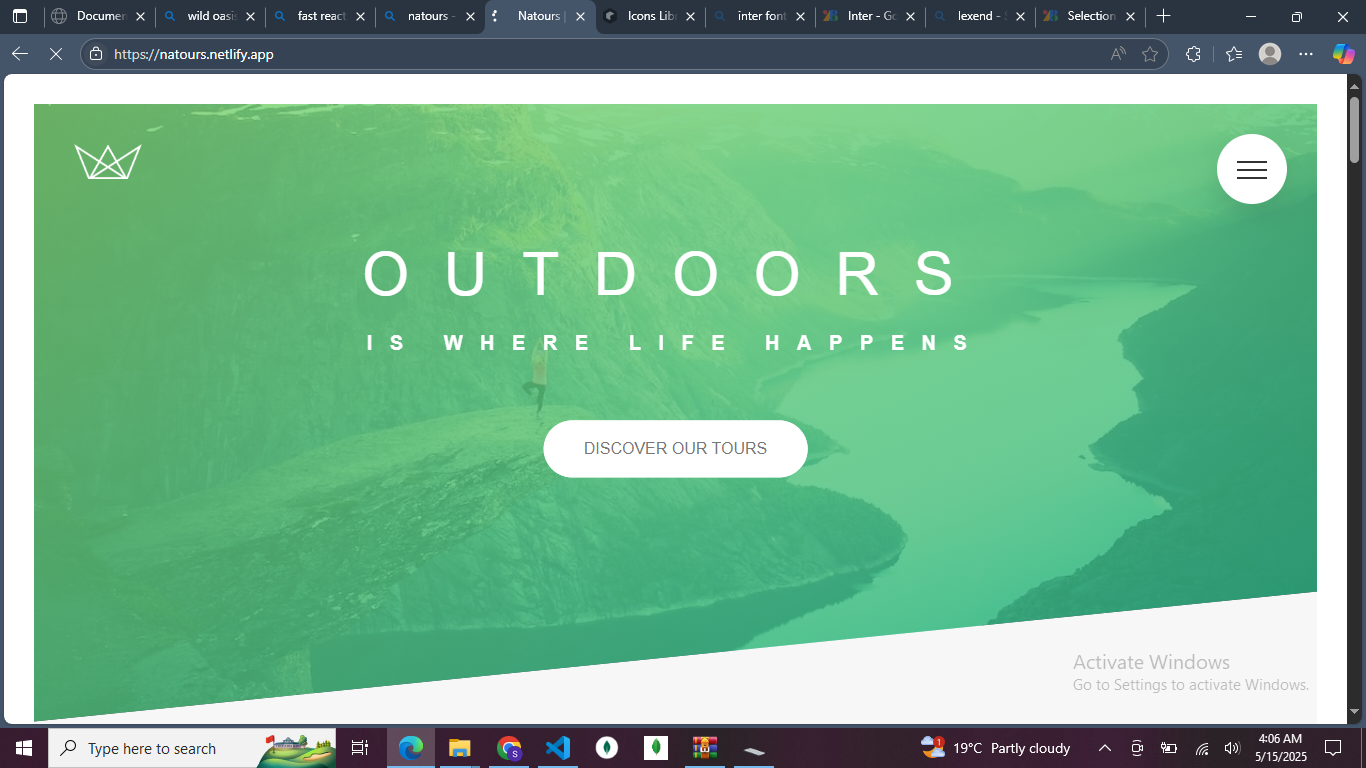 Documen
wild oasis
fast react
natours -
Natours |
Icons Libr
inter font
Inter - Go
lexend - S
Selection
https://natours.netlify.app
OUTDOORS
IS WHERE LIFE HAPPENS
DISCOVER OUR TOURS
Activate Windows
Go to Settings to activate Windows.
Type here to search
S
1
19°C Partly cloudy
4:06 AM
5/15/2025